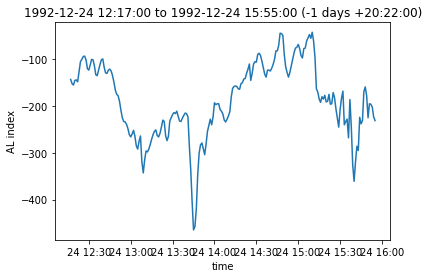 1992-12-24 12:17:00 to 1992-12-24 15:55:00 (-1 days +20:22:00)
−100
−200
−300
−400
AL index
24 12:30 24 13:00 24 13:30 24 14:00 24 14:30 24 15:00 24 15:30 24 16:00
time